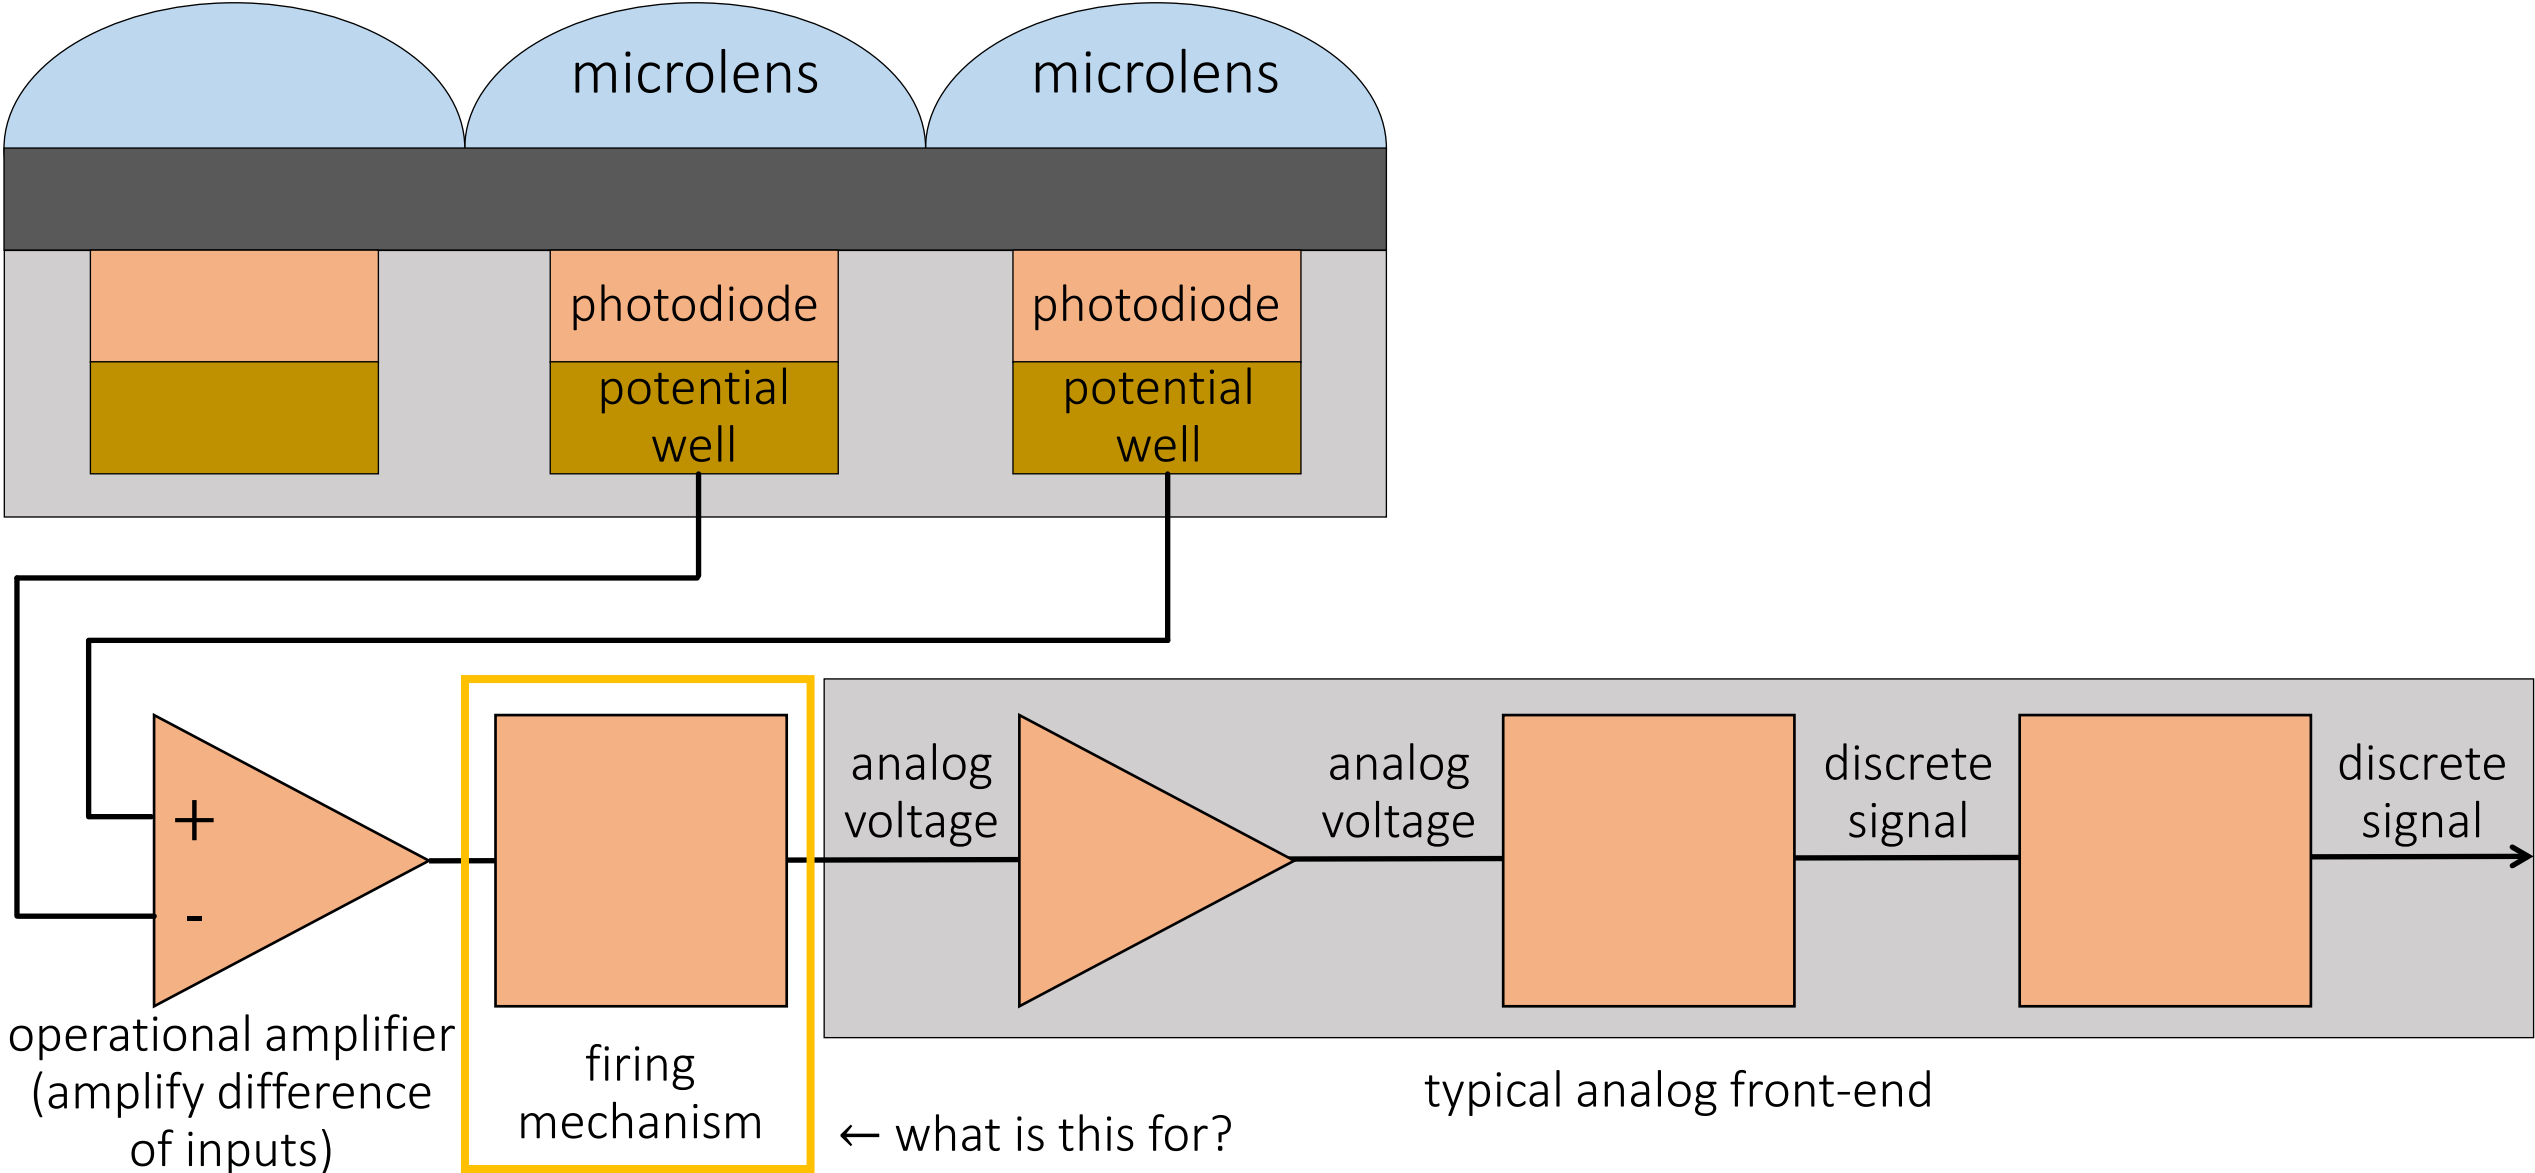 microlens
microlens
photodiode
photodiode
potential
well
potential
well
+
-
analog
voltage
analog
voltage
discrete
signal
discrete
signal
operational amplifier
(amplify difference
of inputs)
firing
mechanism
← what is this for?
typical analog front-end